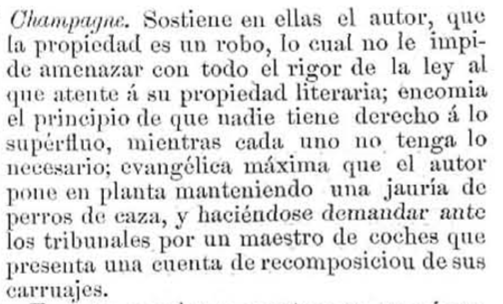 Champagne. Sostiene en ellas el autor, que
la propiedad es un robo, lo cual no le impi-
de amenazar con todo el rigor de la ley al
que atente á su propiedad literaria; encomia
el principio de que nadie tiene derecho á lo
supérfluo, mientras cada uno no tenga lo
necesario; evangélica máxima que el autor
pone en planta manteniendo una jauría de
perros de caza, y haciéndose demandar ante
los tribunales por un maestro de coches que
presenta una cuenta de recomposiciou de sus
carruajes.